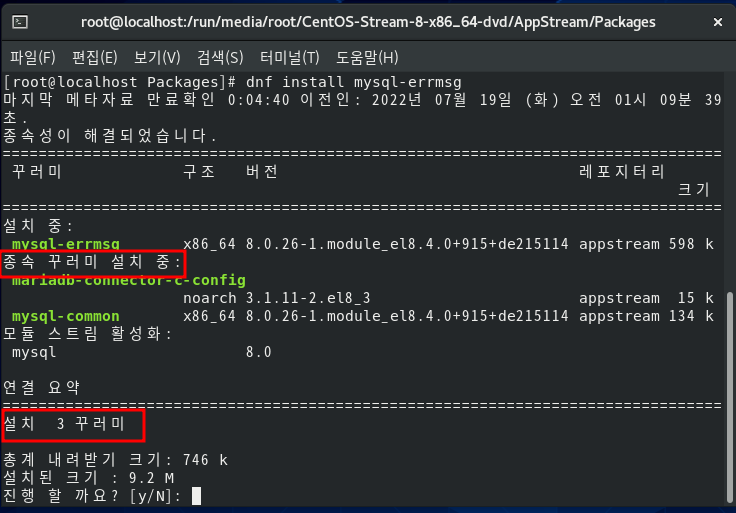 root@localhost:/run/media/root/CentOS-Stream-8-x86_64-dvd/AppStream/Packages
파일(F) 편집(E) 보기(V) 검색(S) 터미널(T) 도움말(H)
[root@localhost Packages]# dnf install mysql-errmsg
마지막 메타자료 만료확인 0:04:40 이전인: 2022년 07월 19일 (화) 오전 01시 09분 39
초.
종속성이 해결되었습니다.
================================================================================
꾸러미 구조 버전 레포지터리
크기
================================================================================
설치 중:
mysql-errmsg x86_64 8.0.26-1.module_el8.4.0+915+de215114 appstream 598 k
종속 꾸러미 설치 중:
mariadb-connector-c-config
noarch 3.1.11-2.el8_3 appstream 15 k
mysql-common x86_64 8.0.26-1.module_el8.4.0+915+de215114 appstream 134 k
모듈 스트림 활성화:
mysql 8.0
연결 요약
================================================================================
설치 3 꾸러미
총계 내려받기 크기: 746 k
설치된 크기 : 9.2 M
진행 할 까요? [y/N]: